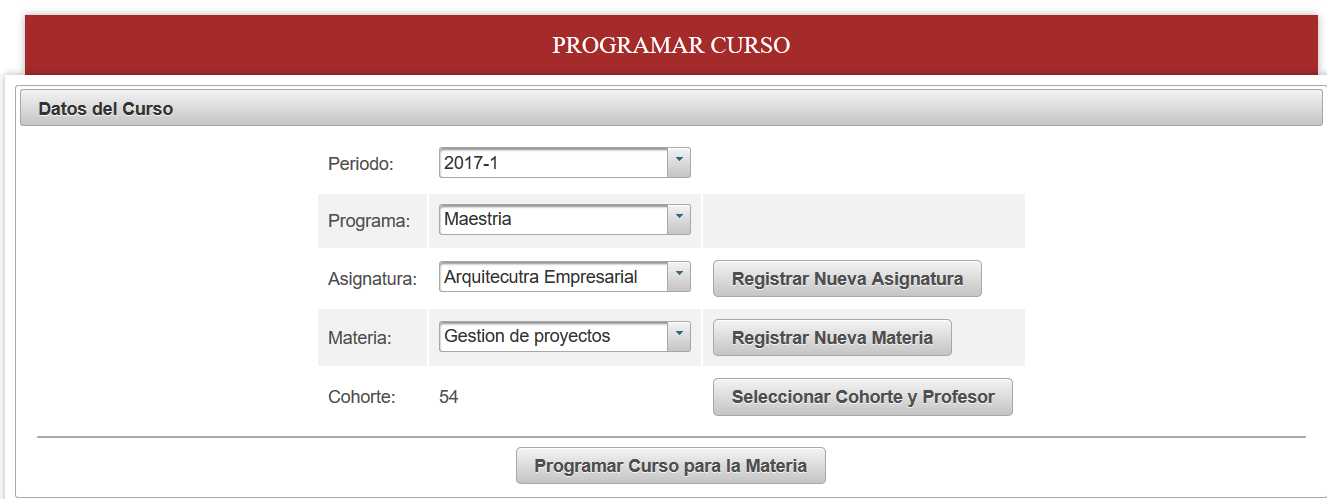 PROGRAMAR CURSO
Datos del Curso
Periodo: 2017-1
Programa: Maestria
Asignatura: Arquitecutra Empresarial Registrar Nueva Asignatura
Materia: Gestion de proyectos Registrar Nueva Materia
Cohorte: 54 Seleccionar Cohorte y Profesor
Programar Curso para la Materia